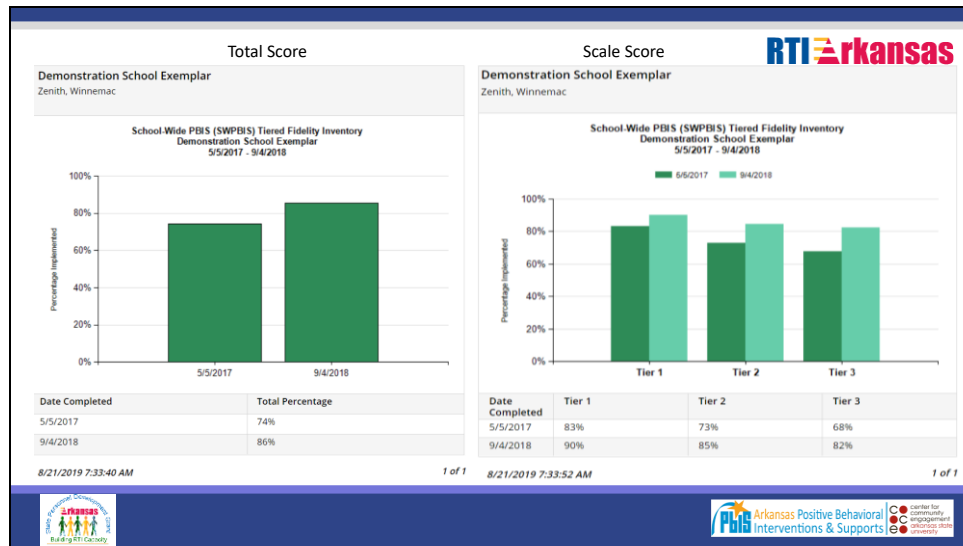 Total Score
Scale Score
RTI Arkansas
Demonstration School Exemplar
Zenith, Winnemac
School-Wide PBIS (SWPBIS) Tiered Fidelity Inventory
Demonstration School Exemplar
5/5/2017 - 9/4/2018
100%
80%
60%
40%
20%
0%
Percentage Implemented
5/5/2017 9/4/2018
Date Completed Total Percentage
5/5/2017 74%
9/4/2018 86%
8/21/2019 7:33:40 AM 1 of 1
Demonstration School Exemplar
Zenith, Winnemac
School-Wide PBIS (SWPBIS) Tiered Fidelity Inventory
Demonstration School Exemplar
5/5/2017 - 9/4/2018
5/5/2017 9/4/2018
100%
80%
60%
40%
20%
0%
Percentage Implemented
Tier 1 Tier 2 Tier 3
Date Tier 1 Tier 2 Tier 3
Completed
5/5/2017 83% 73% 68%
9/4/2018 90% 85% 82%
8/21/2019 7:33:52 AM 1 of 1
State Personnel Development Grant
Arkansas
Building RTI Capacity
PBIS
Arkansas Positive Behavioral
Interventions & Supports
center for
community
engagement
arkansas state
university